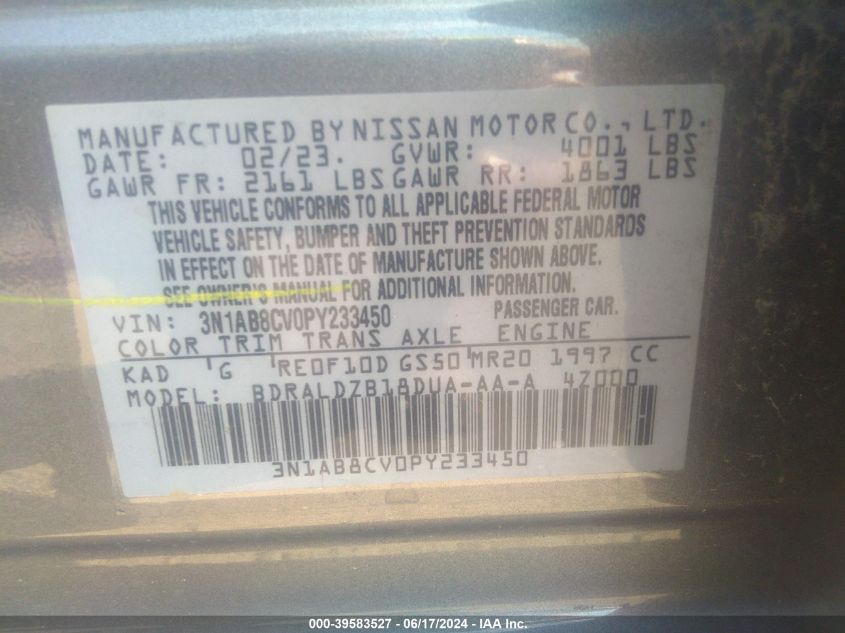 MANUFACTURED BY NISSAN MOTOR CO., LTD.
DATE: 02/23. GVWR: 4001 LBS
GAWR FR: 2161 LBS GAWR RR: 1863 LBS
THIS VEHICLE CONFORMS TO ALL APPLICABLE FEDERAL MOTOR
VEHICLE SAFETY, BUMPER AND THEFT PREVENTION STANDARDS
IN EFFECT ON THE DATE OF MANUFACTURE SHOWN ABOVE.
SEE OWNER'S MANUAL FOR ADDITIONAL INFORMATION.
VIN: 3N1AB8CV0PY233450 PASSENGER CAR.
COLOR TRIM TRANS AXLE ENGINE
KAD G RE0F10D GS50 MR20 1997 CC
MODEL: BDRALDZB18DUA-AA-A 4Z000
3N1AB8CV0PY233450
000-39583527 - 06/17/2024 - IAA Inc.